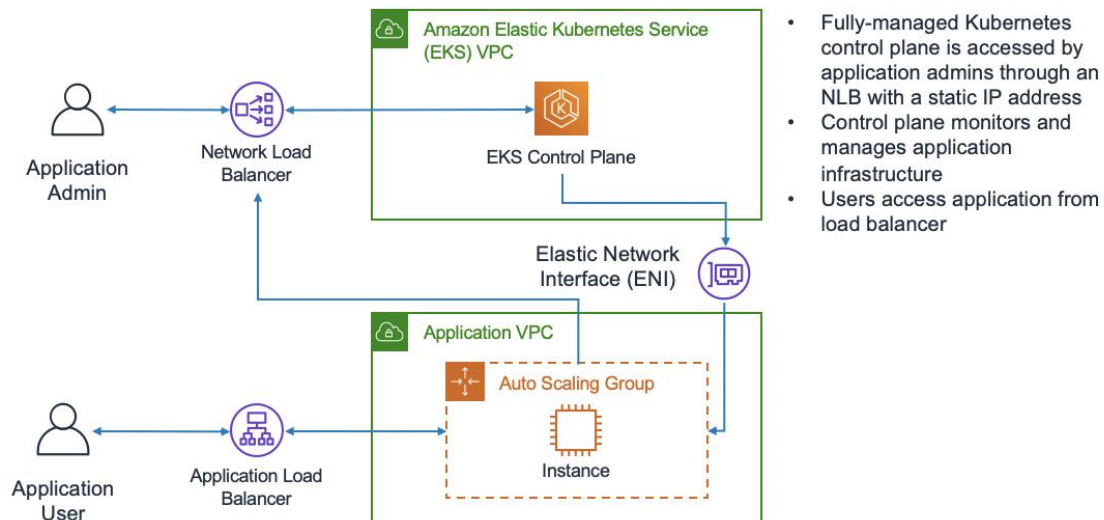 Amazon Elastic Kubernetes Service
(EKS) VPC
Application
Admin
Network Load
Balancer
EKS Control Plane
Elastic Network
Interface (ENI)
Application VPC
Auto Scaling Group
Instance
Application
User
Application Load
Balancer
• Fully-managed Kubernetes
control plane is accessed by
application admins through an
NLB with a static IP address
• Control plane monitors and
manages application
infrastructure
• Users access application from
load balancer